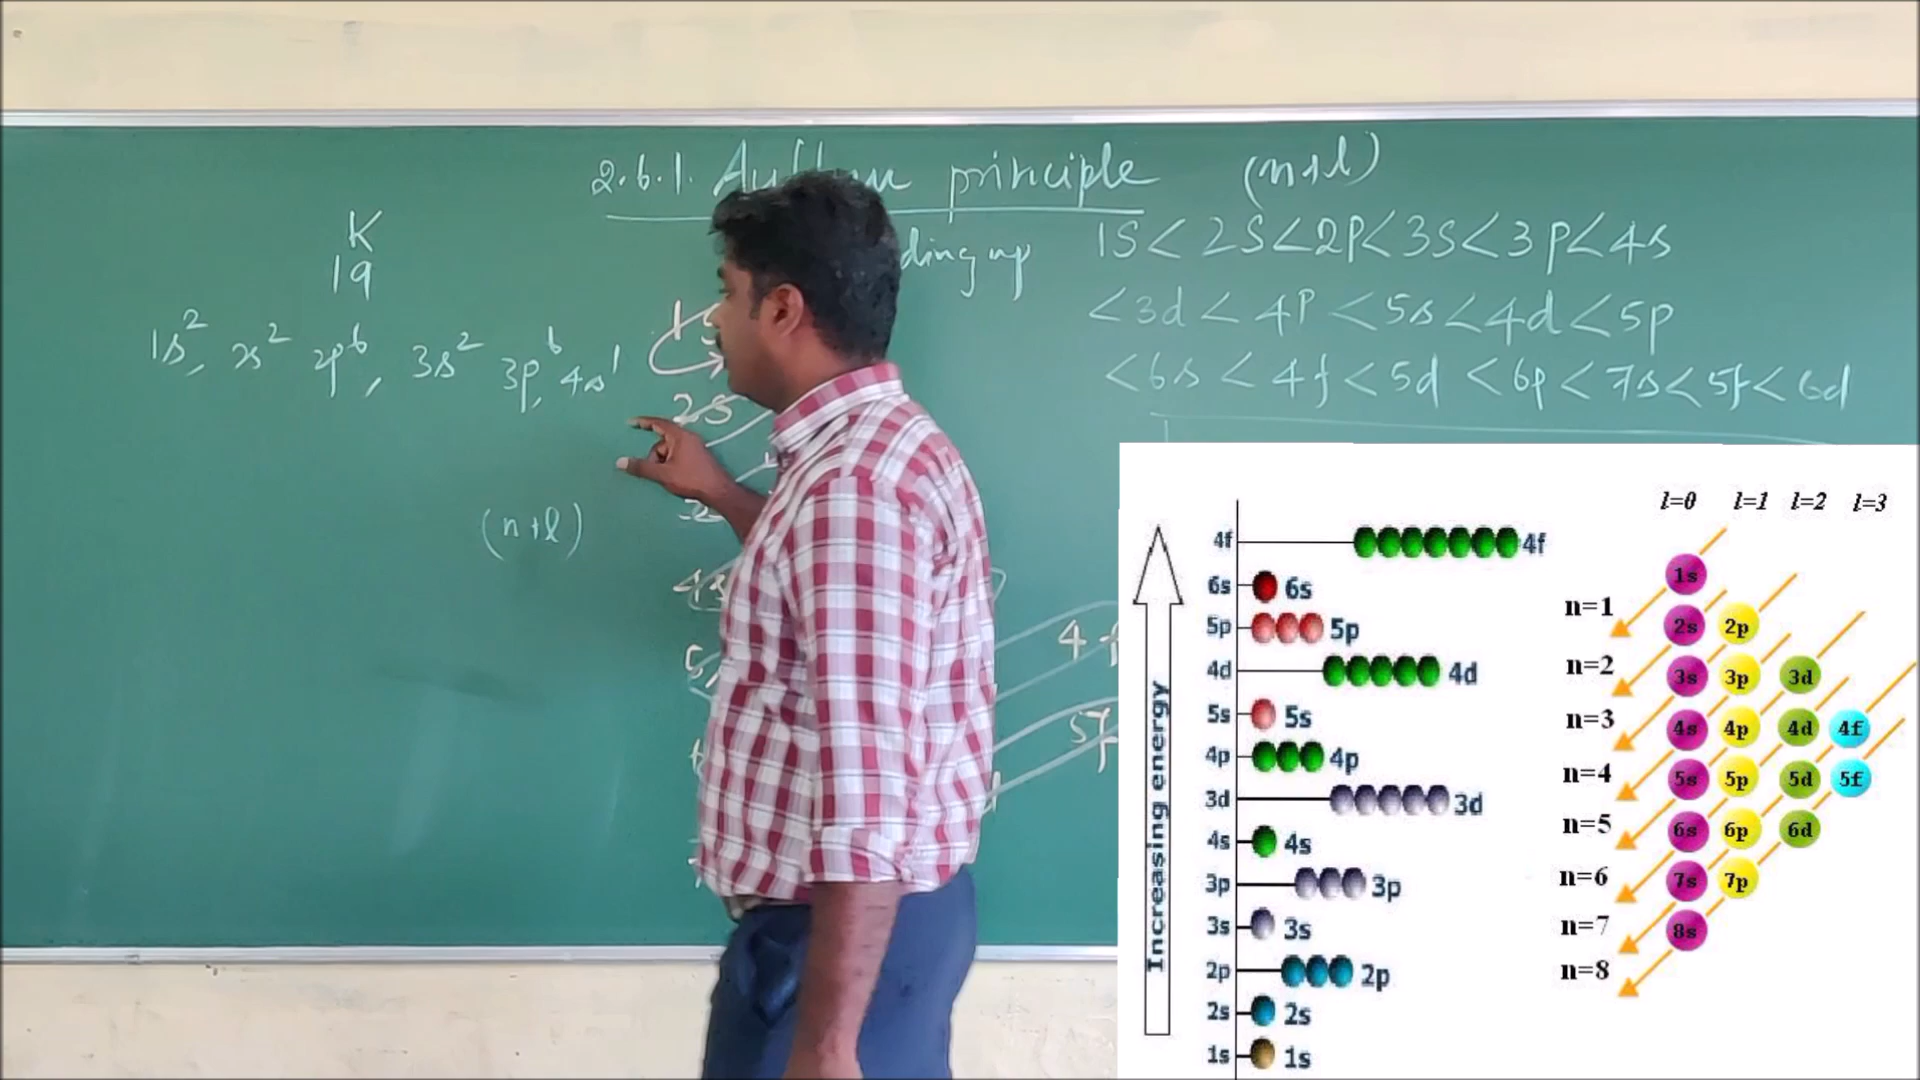 2.6.1. principle (n+l)
K
19
ding up
1S < 2S < 2P < 3S < 3P < 4s
< 3d < 4P < 5s < 4d < 5p
< 6s < 4f < 5d < 6p < 7s < 5f < 6d
1s², 2s² 2p⁶, 3s² 3p⁶, 4s¹
2S
(n+l)
4s
4f
5f
Increasing energy
4f 4f
6s 6s
5p 5p
4d 4d
5s 5s
4p 4p
3d 3d
4s 4s
3p 3p
3s 3s
2p 2p
2s 2s
1s 1s
l=0 l=1 l=2 l=3
1s
n=1
2s 2p
n=2
3s 3p 3d
n=3
4s 4p 4d 4f
n=4
5s 5p 5d 5f
n=5
6s 6p 6d
n=6
7s 7p
n=7
8s
n=8